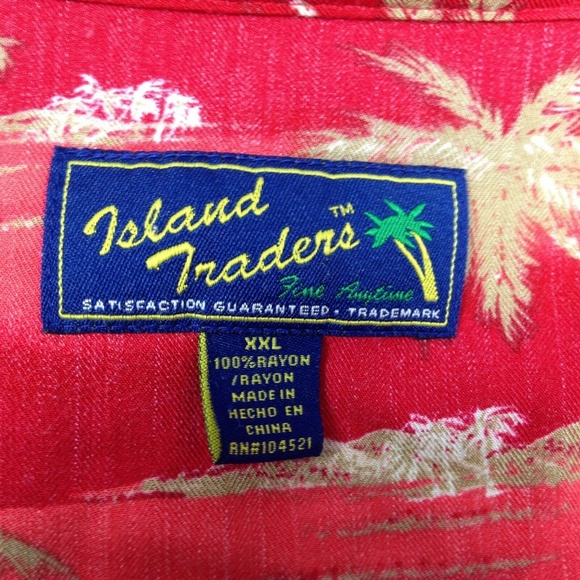 Island
Traders™
Fine Anytime
SATISFACTION GUARANTEED • TRADEMARK
XXL
100%RAYON
/RAYON
MADE IN
HECHO EN
CHINA
RN#104521